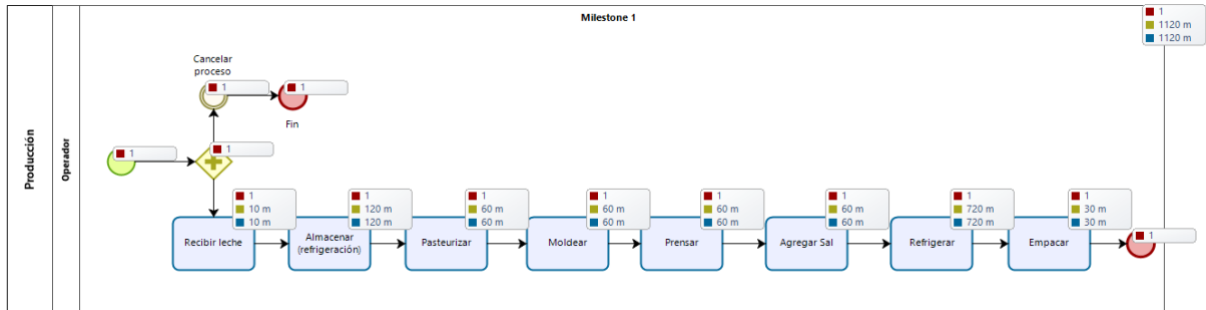 Milestone 1
1
1120 m
1120 m
Producción
Operador
Cancelar
proceso
1
1
Fin
1
1
1
10 m
10 m
1
120 m
120 m
1
60 m
60 m
1
60 m
60 m
1
60 m
60 m
1
60 m
60 m
1
720 m
720 m
1
30 m
30 m
Recibir leche
Almacenar
(refrigeración)
Pasteurizar
Moldear
Prensar
Agregar Sal
Refrigerar
Empacar
1